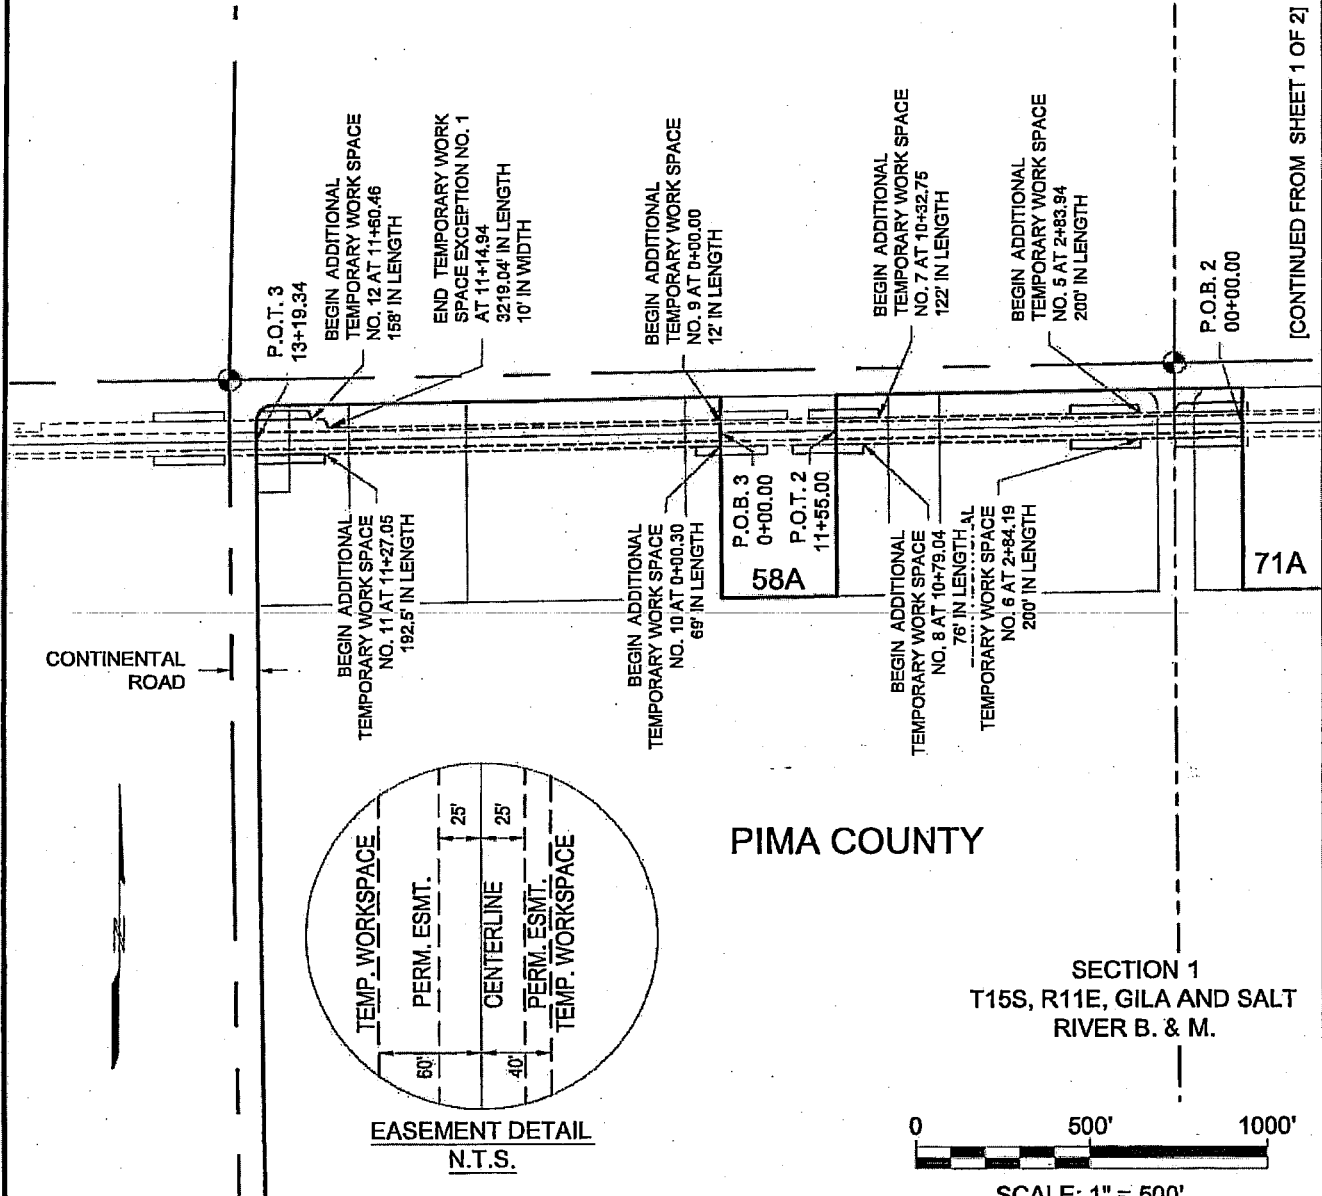 [CONTINUED FROM SHEET 1 OF 2]
P.O.T. 3
13+19.34
BEGIN ADDITIONAL
TEMPORARY WORK SPACE
NO. 12 AT 11+60.46
158' IN LENGTH
END TEMPORARY WORK
SPACE EXCEPTION NO. 1
AT 11+14.94
3219.04' IN LENGTH
10' IN WIDTH
BEGIN ADDITIONAL
TEMPORARY WORK SPACE
NO. 9 AT 0+00.00
12' IN LENGTH
BEGIN ADDITIONAL
TEMPORARY WORK SPACE
NO. 7 AT 10+32.75
122' IN LENGTH
BEGIN ADDITIONAL
TEMPORARY WORK SPACE
NO. 5 AT 2+83.94
200' IN LENGTH
P.O.B. 2
00+00.00
BEGIN ADDITIONAL
TEMPORARY WORK SPACE
NO. 11 AT 11+27.05
192.5' IN LENGTH
BEGIN ADDITIONAL
TEMPORARY WORK SPACE
NO. 10 AT 0+00.30
69' IN LENGTH
P.O.B. 3
0+00.00
P.O.T. 2
11+55.00
58A
BEGIN ADDITIONAL
TEMPORARY WORK SPACE
NO. 8 AT 10+79.04
76' IN LENGTH
TEMPORARY WORK SPACE
NO. 6 AT 2+84.19
200' IN LENGTH
71A
CONTINENTAL
ROAD
PIMA COUNTY
TEMP. WORKSPACE
PERM. ESMT.
CENTERLINE
PERM. ESMT.
TEMP. WORKSPACE
25'
25'
60'
40'
EASEMENT DETAIL
N.T.S.
SECTION 1
T15S, R11E, GILA AND SALT
RIVER B. & M.
0 500' 1000'
SCALE: 1" = 500'